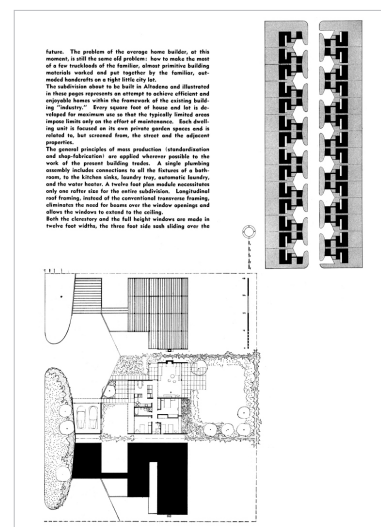 future. The problem of the average home builder, at this
moment, is still the same old problem: how to make the most
of a few truckloads of the familiar, almost primitive building
materials worked and put together by the familiar, out-
moded handcrafts on a tight little city lot.
The subdivision about to be built in Altadena and illustrated
in these pages represents an attempt to achieve efficient and
enjoyable homes within the framework of the existing build-
ing "industry." Every square foot of house and lot is de-
veloped for maximum use so that the typically limited areas
impose limits only on the effort of maintenance. Each dwell-
ing unit is focused on its own private garden spaces and is
related to, but screened from, the street and the adjacent
properties.
The general principles of mass production (standardization
and shop-fabrication) are applied wherever possible to the
work of the present building trades. A single plumbing
assembly includes connections to all the fixtures of a bath-
room, to the kitchen sinks, laundry tray, automatic laundry,
and the water heater. A twelve foot plan module necessitates
only one rafter size for the entire subdivision. Longitudinal
roof framing, instead of the conventional transverse framing,
eliminates the need for beams over the window openings and
allows the windows to extend to the ceiling.
Both the clerestory and the full height windows are made in
twelve foot widths, the three foot side sash sliding over the